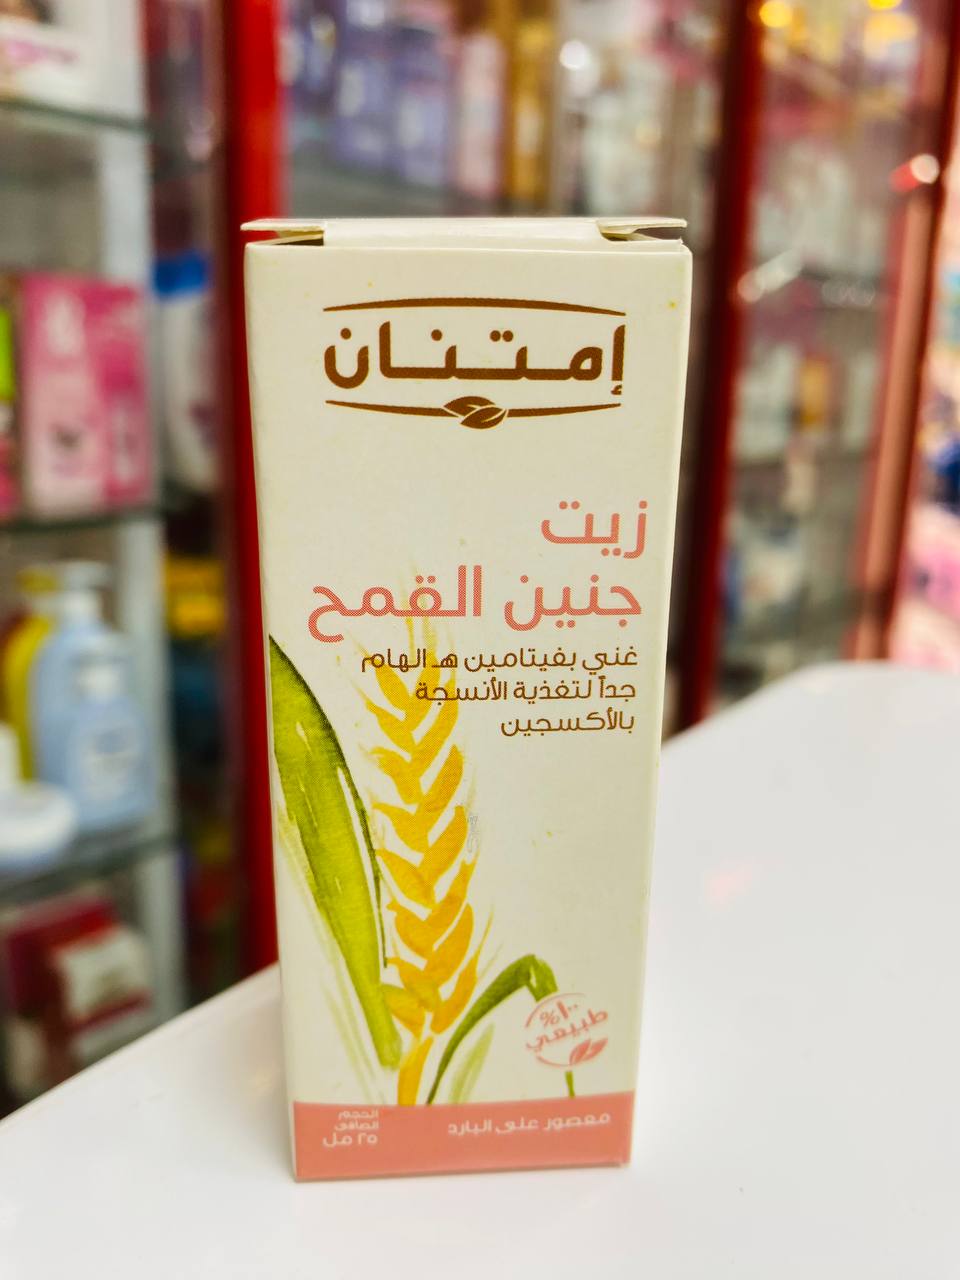 إمتنان
زيت
جنين القمح
غني بفيتامين هـ الهام
جداً لتغذية الأنسجة
بالأكسجين
%١٠٠
طبيعي
معصور على البارد
الحجم
الصافي
٢٥ مل